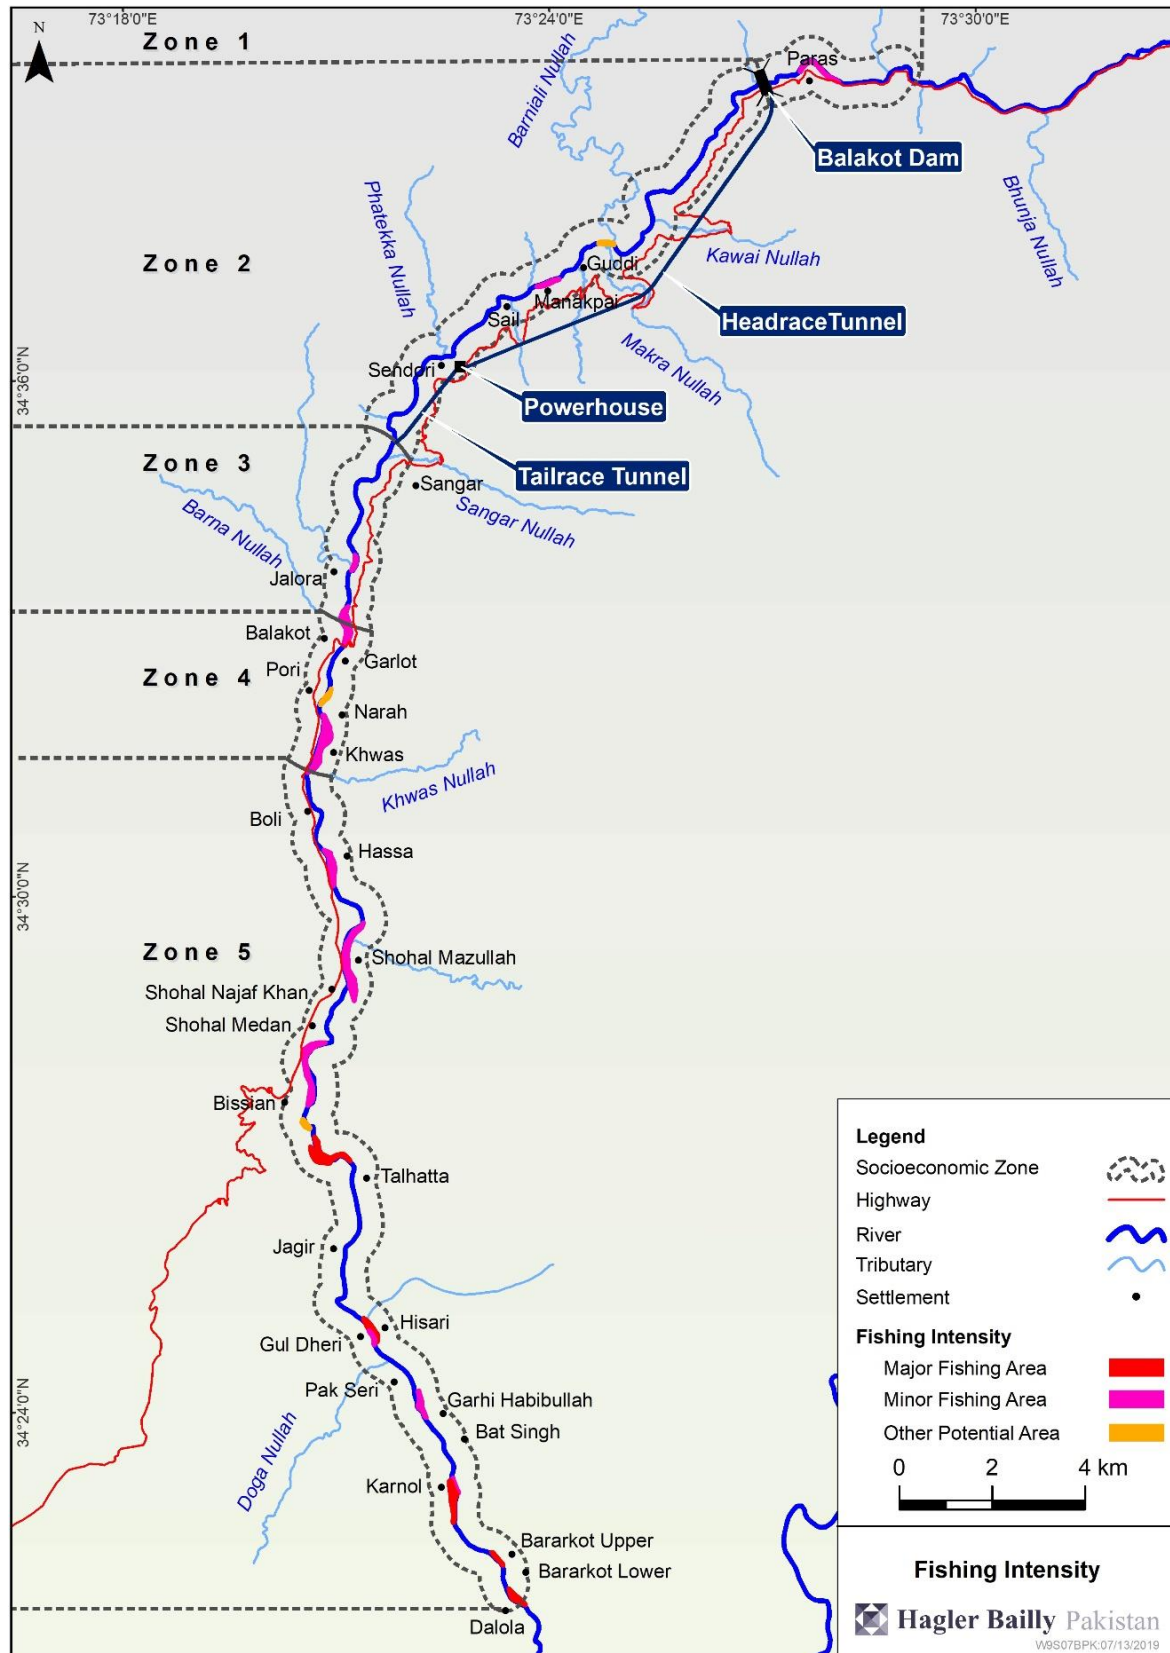 73°18'0"E
73°24'0"E
73°30'0"E
N
Zone 1
Paras
Barniali Nullah
Balakot Dam
Phatekka Nullah
Bhunja Nullah
Zone 2
Kawai Nullah
Guddi
Manakpai
Sail
HeadraceTunnel
Makra Nullah
34°36'0"N
Sendori
Powerhouse
Zone 3
Tailrace Tunnel
Sangar
Sangar Nullah
Barna Nullah
Jalora
Balakot
Garlot
Pori
Zone 4
Narah
Khwas
Khwas Nullah
Boli
Hassa
34°30'0"N
Zone 5
Shohal Mazullah
Shohal Najaf Khan
Shohal Medan
Bissian
Talhatta
Jagir
Hisari
Gul Dheri
Pak Seri
Garhi Habibullah
34°24'0"N
Bat Singh
Doga Nullah
Karnol
Bararkot Upper
Bararkot Lower
Dalola
Legend
Socioeconomic Zone
Highway
River
Tributary
Settlement
Fishing Intensity
Major Fishing Area
Minor Fishing Area
Other Potential Area
0 2 4 km
Fishing Intensity
Hagler Bailly Pakistan
W9S07BPK:07/13/2019